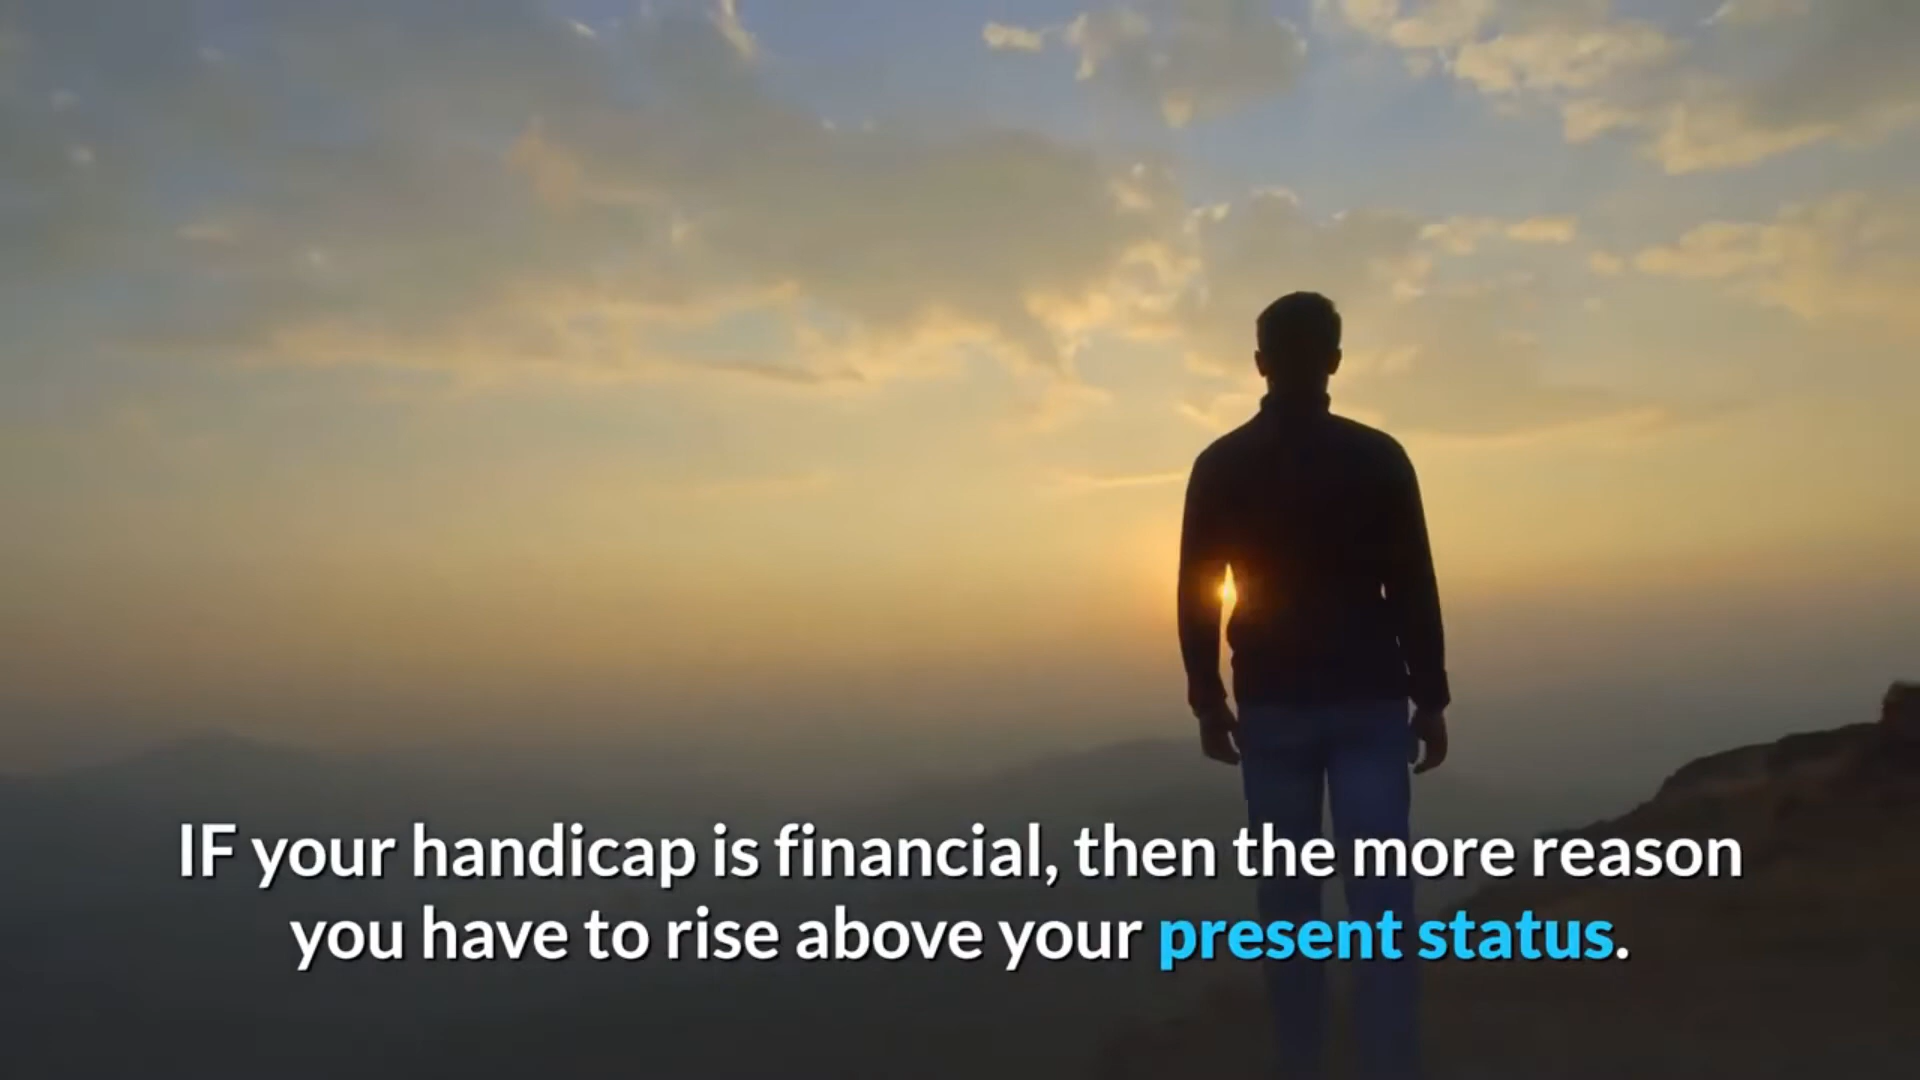 IF your handicap is financial, then the more reason
you have to rise above your present status.